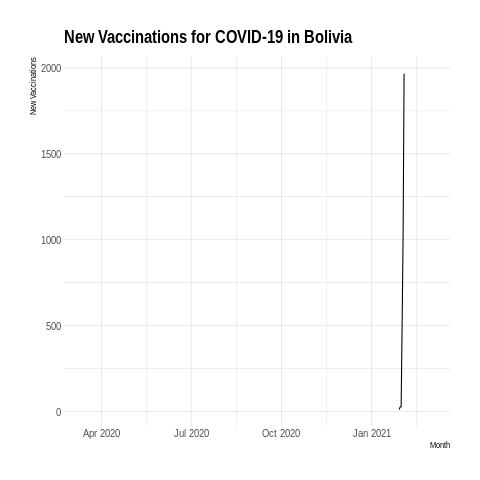 New Vaccinations for COVID-19 in Bolivia
New Vaccinations
2000
1500
1000
500
0
Apr 2020
Jul 2020
Oct 2020
Jan 2021
Month